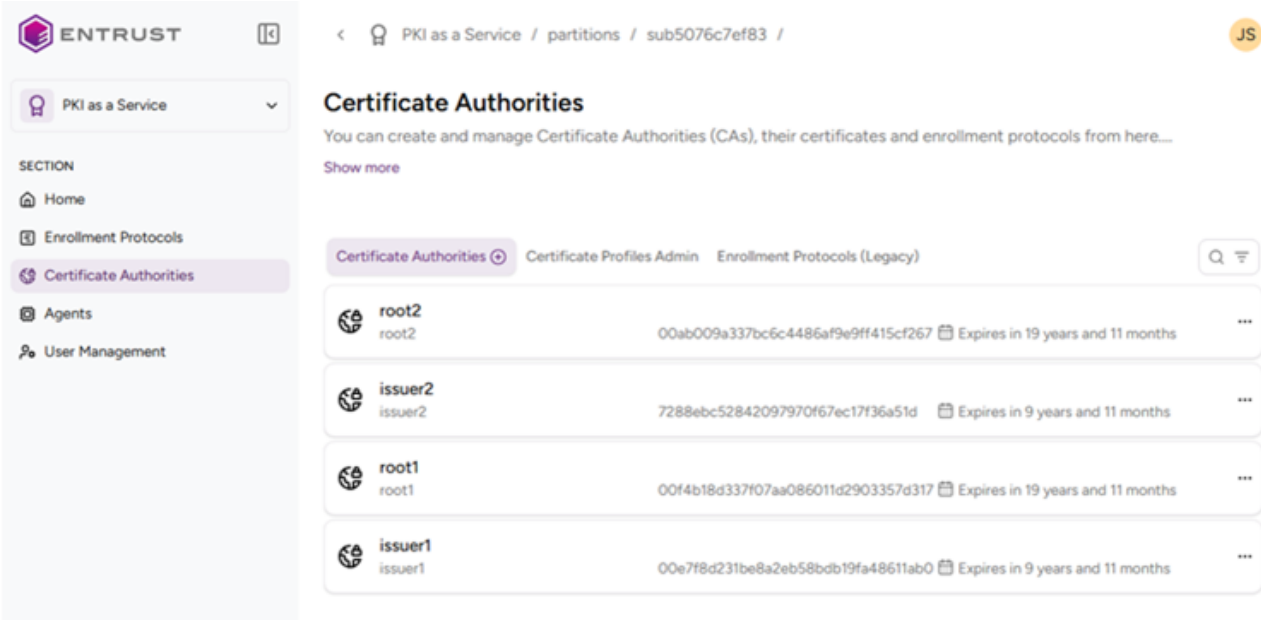 ENTRUST
PKI as a Service / partitions / sub5076c7ef83 /
JS
PKI as a Service
SECTION
Home
Enrollment Protocols
Certificate Authorities
Agents
User Management
Certificate Authorities
You can create and manage Certificate Authorities (CAs), their certificates and enrollment protocols from here....
Show more
Certificate Authorities Certificate Profiles Admin Enrollment Protocols (Legacy)
root2
root2 00ab009a337bc6c4486af9e9ff415cf267 Expires in 19 years and 11 months
issuer2
issuer2 7288ebc52842097970f67ec17f36a51d Expires in 9 years and 11 months
root1
root1 00f4b18d337f07aa086011d2903357d317 Expires in 19 years and 11 months
issuer1
issuer1 00e7f8d231be8a2eb58bdb19fa48611ab0 Expires in 9 years and 11 months